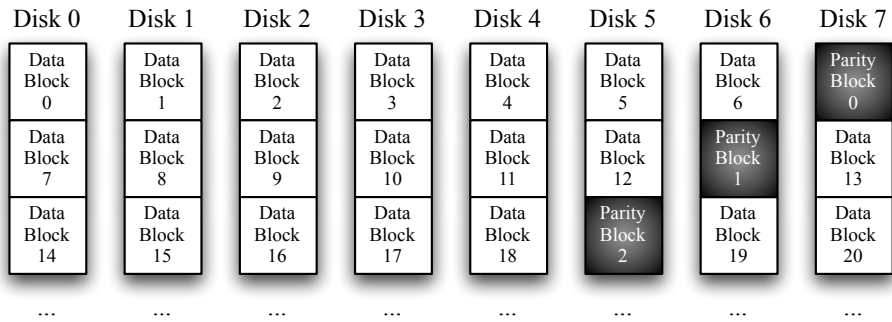 Disk 0 Disk 1 Disk 2 Disk 3 Disk 4 Disk 5 Disk 6 Disk 7
Data Data Data Data Data Data Data Parity
Block Block Block Block Block Block Block Block
0 1 2 3 4 5 6 0
Data Data Data Data Data Data Parity Data
Block Block Block Block Block Block Block Block
7 8 9 10 11 12 1 13
Data Data Data Data Data Parity Data Data
Block Block Block Block Block Block Block Block
14 15 16 17 18 2 19 20
... ... ... ... ... ... ... ...